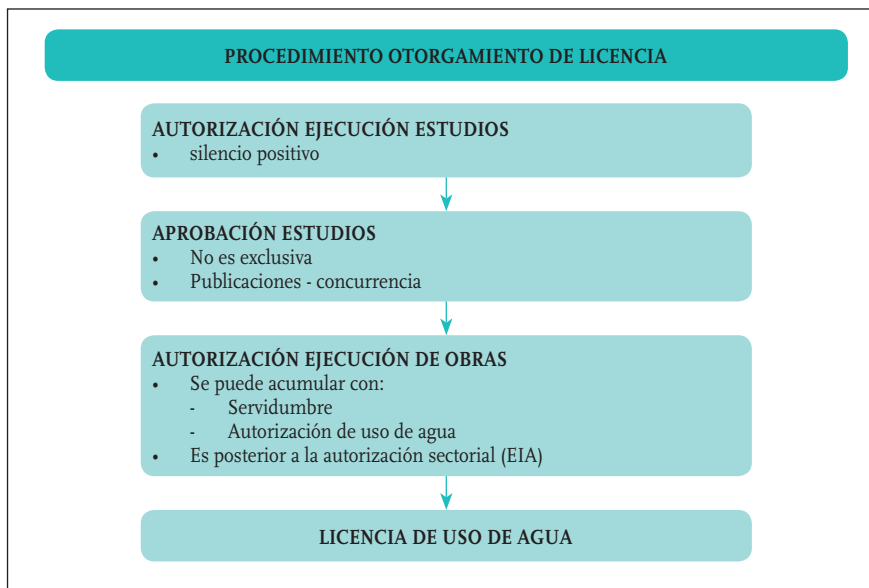 PROCEDIMIENTO OTORGAMIENTO DE LICENCIA
AUTORIZACIÓN EJECUCIÓN ESTUDIOS
• silencio positivo
APROBACIÓN ESTUDIOS
• No es exclusiva
• Publicaciones - concurrencia
AUTORIZACIÓN EJECUCIÓN DE OBRAS
• Se puede acumular con:
- Servidumbre
- Autorización de uso de agua
• Es posterior a la autorización sectorial (EIA)
LICENCIA DE USO DE AGUA